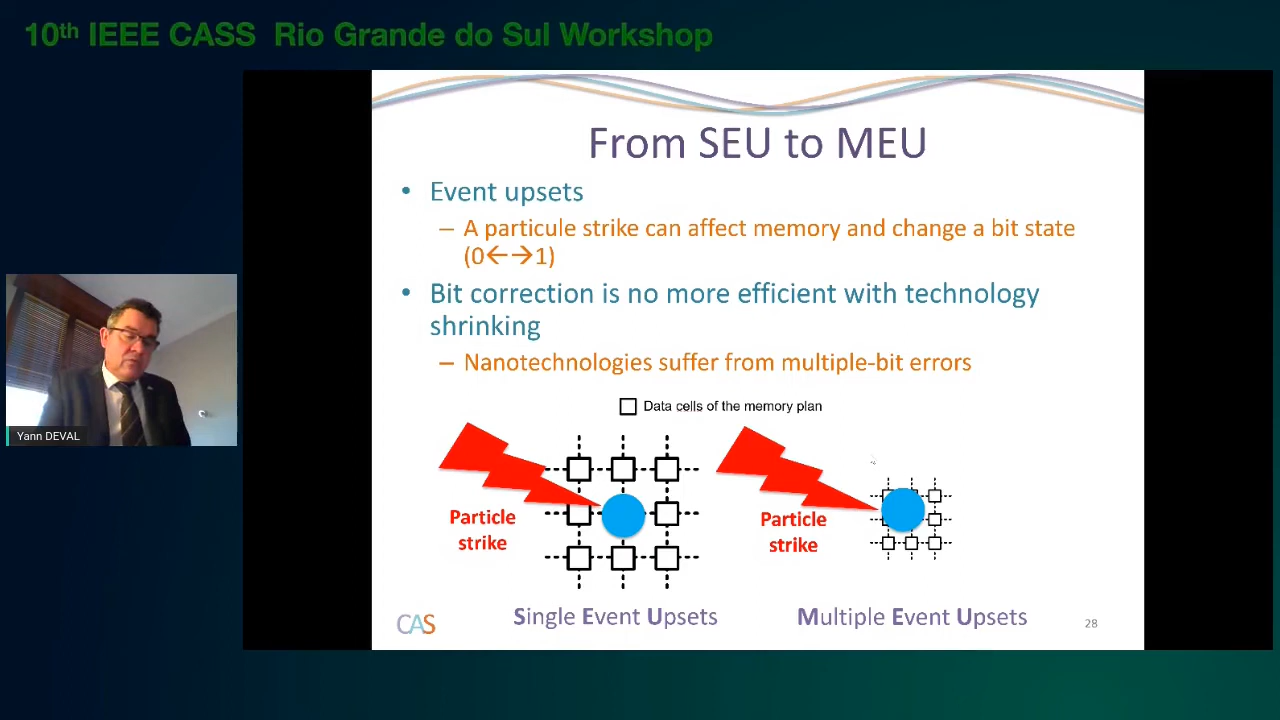 10th IEEE CASS Rio Grande do Sul Workshop
From SEU to MEU
• Event upsets
– A particule strike can affect memory and change a bit state
(0←→1)
• Bit correction is no more efficient with technology
shrinking
– Nanotechnologies suffer from multiple-bit errors
Data cells of the memory plan
Particle
strike
Particle
strike
Single Event Upsets
Multiple Event Upsets
CAS
28
Yann DEVAL